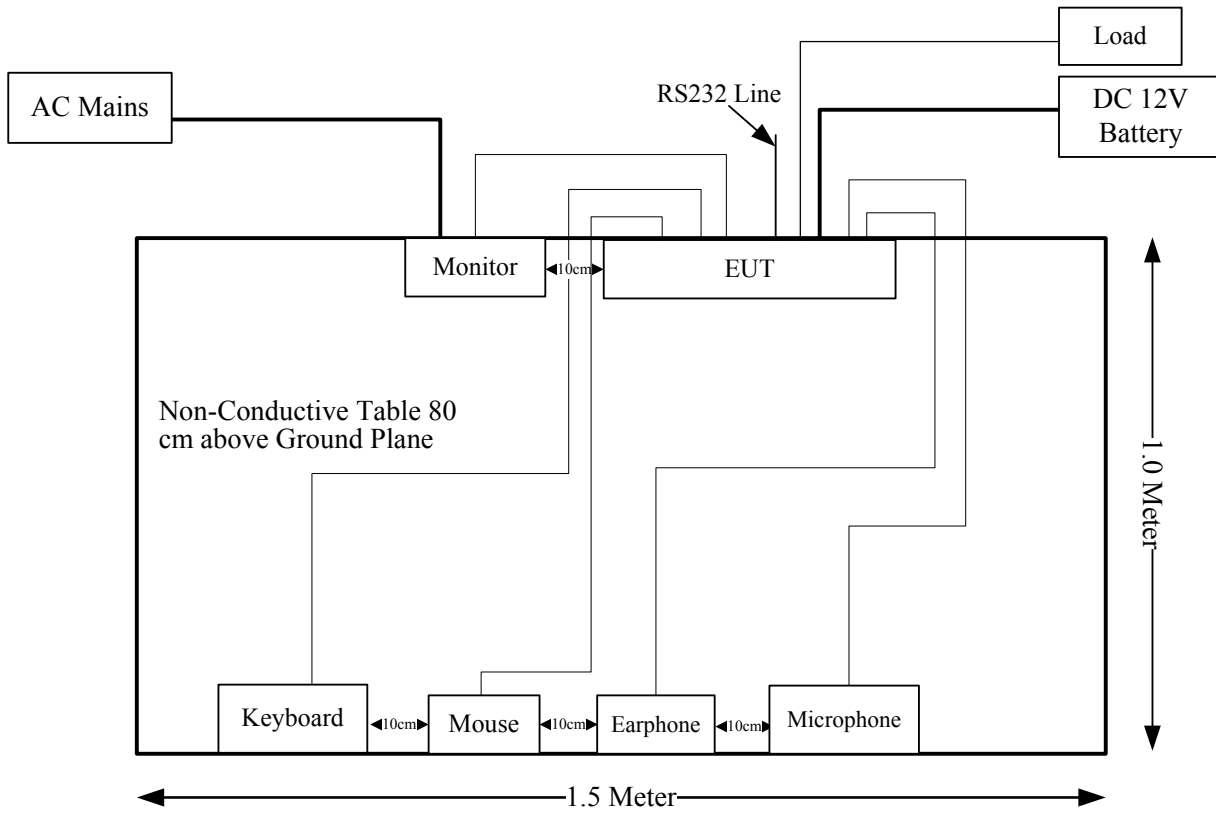 Load
AC Mains
RS232 Line
DC 12V
Battery
Monitor
10cm
EUT
Non-Conductive Table 80
cm above Ground Plane
1.0 Meter
Keyboard
10cm
Mouse
10cm
Earphone
10cm
Microphone
1.5 Meter